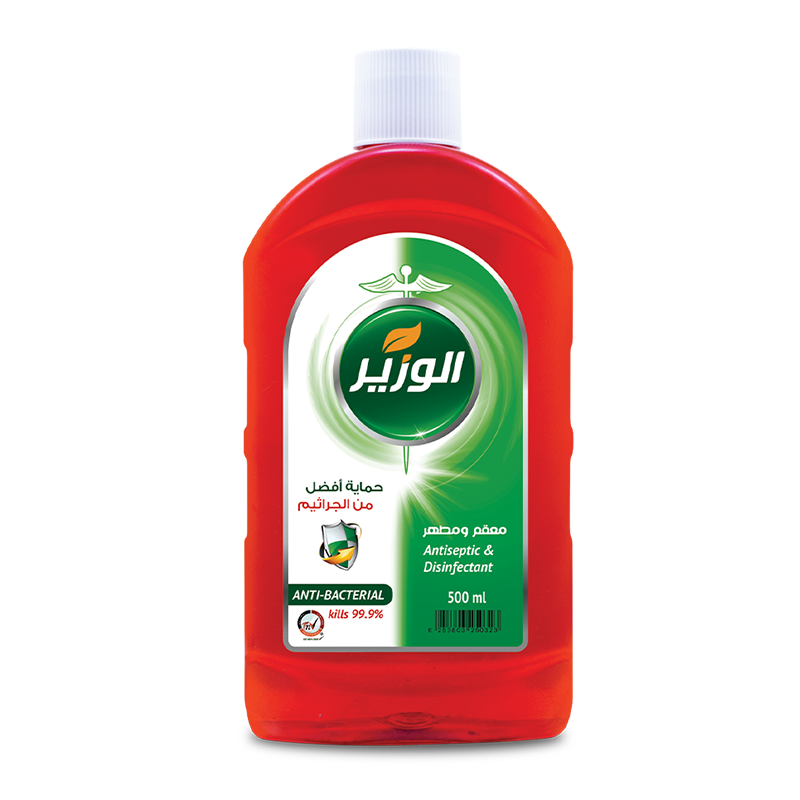 الوزير
حماية أفضل
من الجراثيم
معقم ومطهر
Antiseptic &
Disinfectant
ANTI-BACTERIAL
kills 99.9%
500 ml